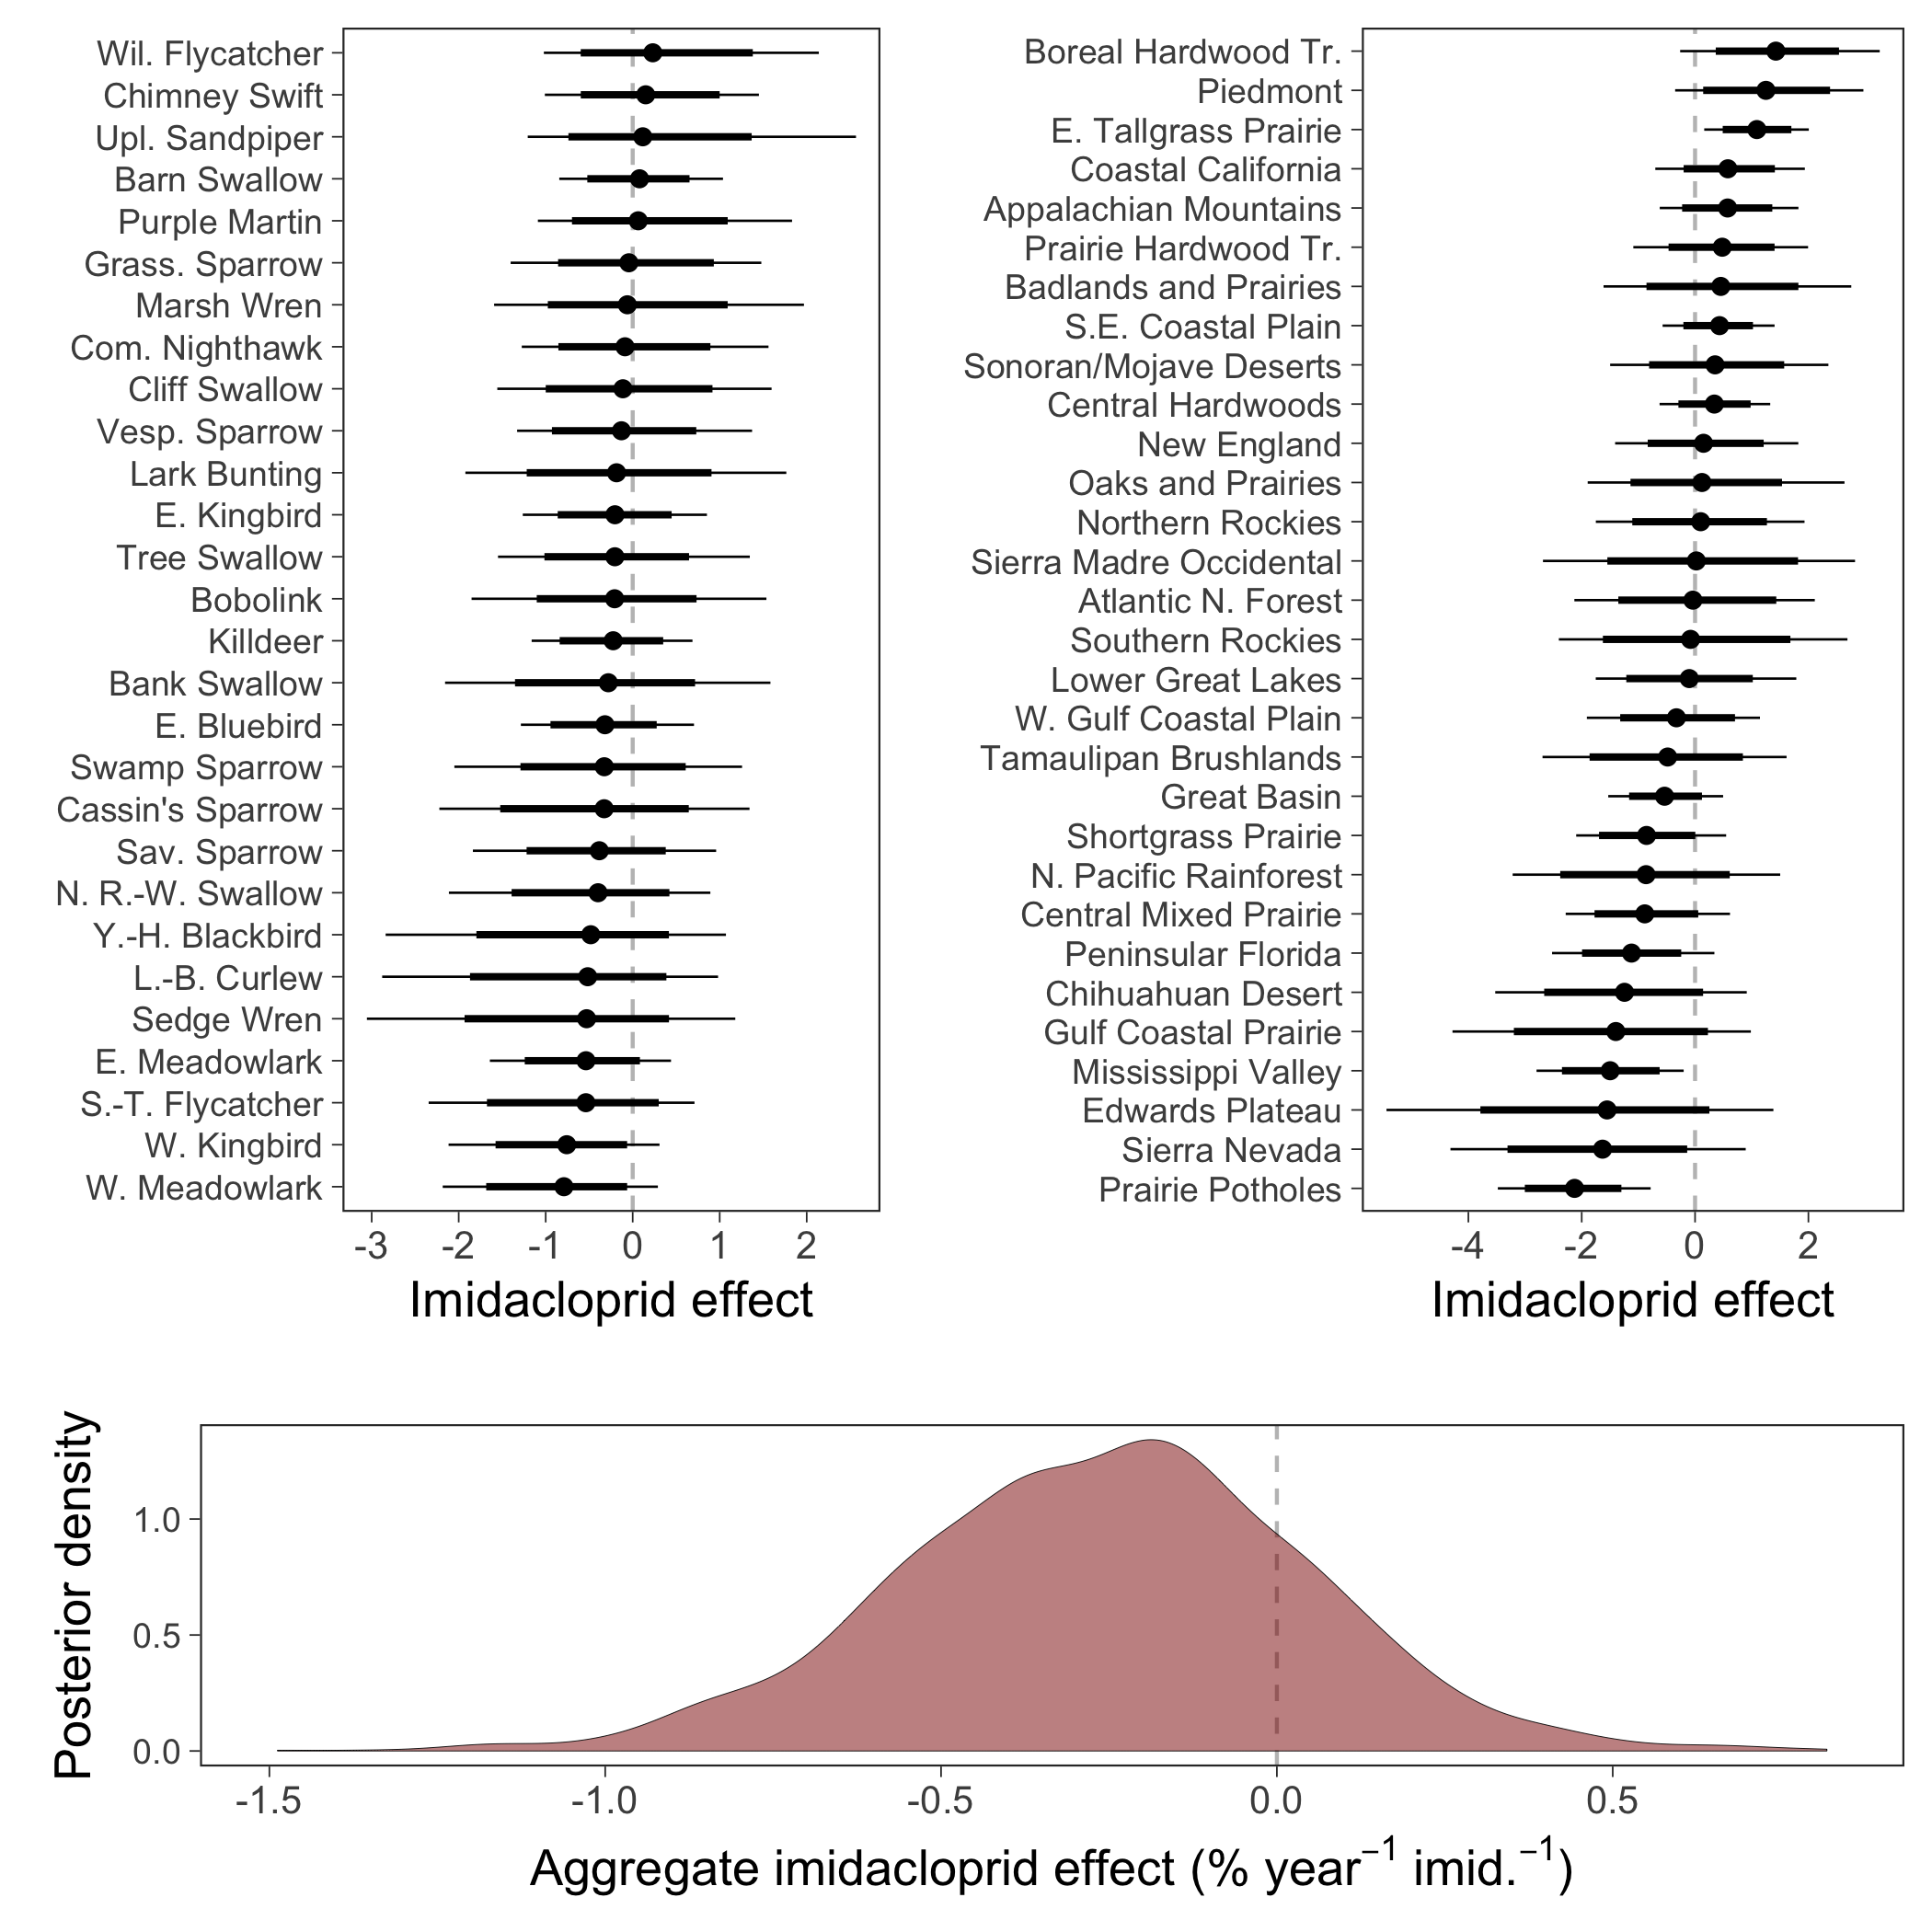 Wil. Flycatcher
Chimney Swift
Upl. Sandpiper
Barn Swallow
Purple Martin
Grass. Sparrow
Marsh Wren
Com. Nighthawk
Cliff Swallow
Vesp. Sparrow
Lark Bunting
E. Kingbird
Tree Swallow
Bobolink
Killdeer
Bank Swallow
E. Bluebird
Swamp Sparrow
Cassin's Sparrow
Sav. Sparrow
N. R.-W. Swallow
Y.-H. Blackbird
L.-B. Curlew
Sedge Wren
E. Meadowlark
S.-T. Flycatcher
W. Kingbird
W. Meadowlark
-3 -2 -1 0 1 2
Imidacloprid effect
Boreal Hardwood Tr.
Piedmont
E. Tallgrass Prairie
Coastal California
Appalachian Mountains
Prairie Hardwood Tr.
Badlands and Prairies
S.E. Coastal Plain
Sonoran/Mojave Deserts
Central Hardwoods
New England
Oaks and Prairies
Northern Rockies
Sierra Madre Occidental
Atlantic N. Forest
Southern Rockies
Lower Great Lakes
W. Gulf Coastal Plain
Tamaulipan Brushlands
Great Basin
Shortgrass Prairie
N. Pacific Rainforest
Central Mixed Prairie
Peninsular Florida
Chihuahuan Desert
Gulf Coastal Prairie
Mississippi Valley
Edwards Plateau
Sierra Nevada
Prairie Potholes
-4 -2 0 2
Imidacloprid effect
Posterior density
1.0
0.5
0.0
-1.5 -1.0 -0.5 0.0 0.5
Aggregate imidacloprid effect (% year⁻¹ imid.⁻¹)